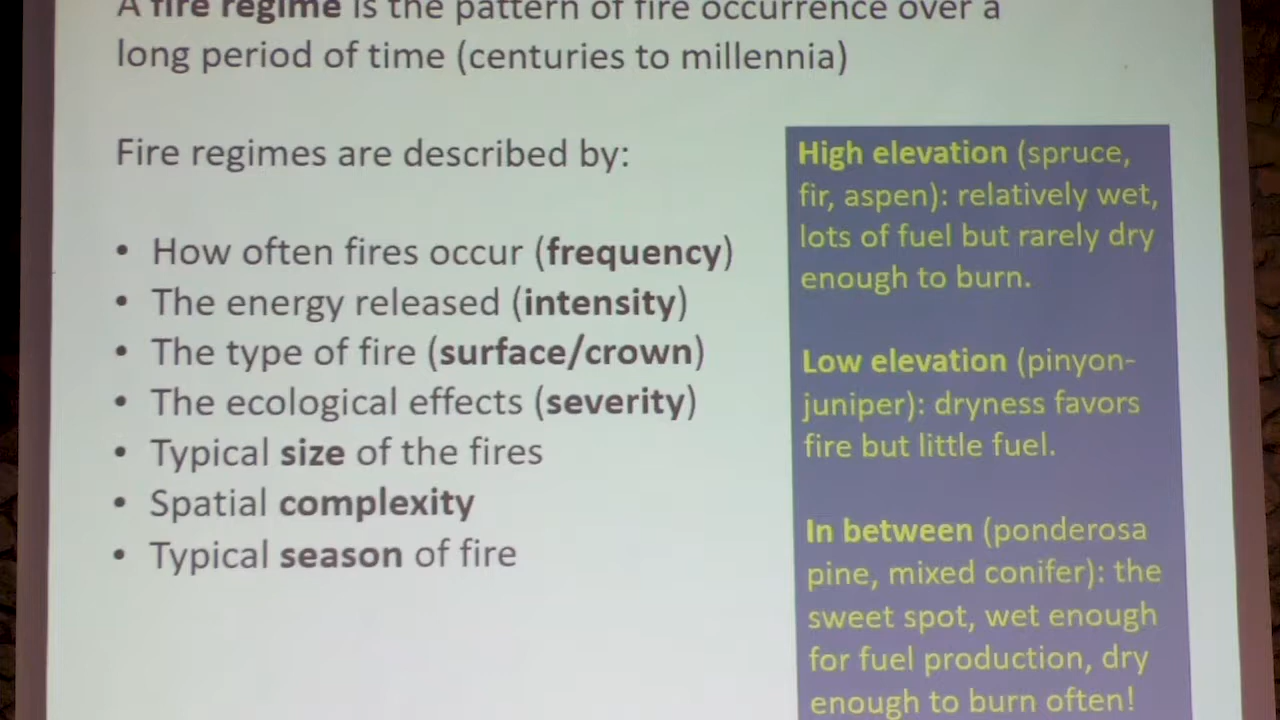 A fire regime is the pattern of fire occurrence over a
long period of time (centuries to millennia)
Fire regimes are described by:
• How often fires occur (frequency)
• The energy released (intensity)
• The type of fire (surface/crown)
• The ecological effects (severity)
• Typical size of the fires
• Spatial complexity
• Typical season of fire
High elevation (spruce,
fir, aspen): relatively wet,
lots of fuel but rarely dry
enough to burn.
Low elevation (pinyon-
juniper): dryness favors
fire but little fuel.
In between (ponderosa
pine, mixed conifer): the
sweet spot, wet enough
for fuel production, dry
enough to burn often!